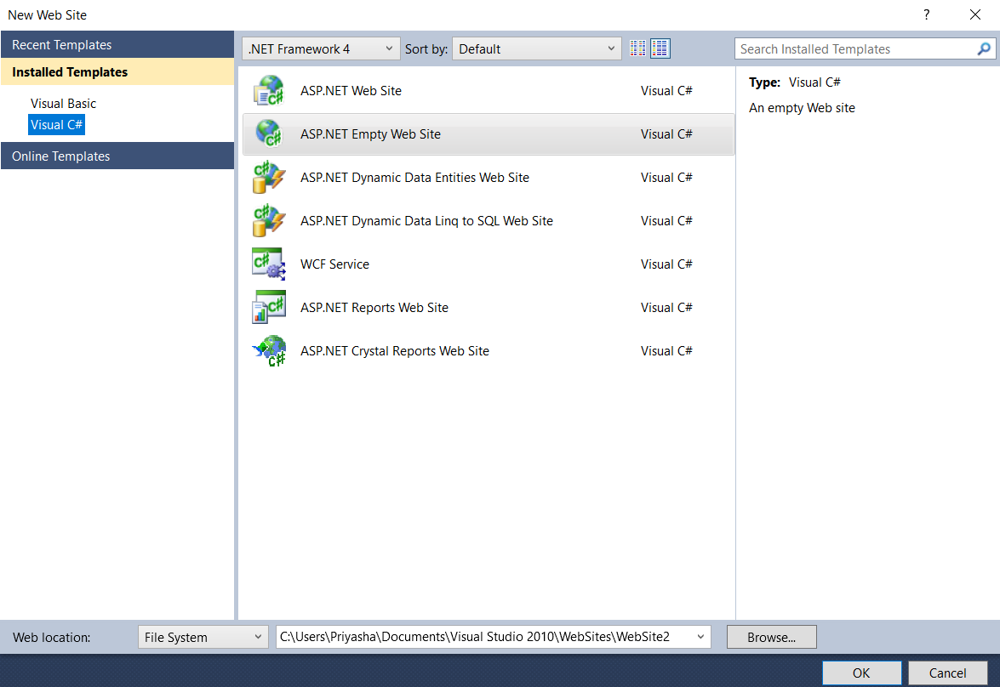 New Web Site
?
Recent Templates
Installed Templates
Visual Basic
Visual C#
Online Templates
.NET Framework 4
Sort by:
Default
Search Installed Templates
ASP.NET Web Site Visual C#
ASP.NET Empty Web Site Visual C#
ASP.NET Dynamic Data Entities Web Site Visual C#
ASP.NET Dynamic Data Linq to SQL Web Site Visual C#
WCF Service Visual C#
ASP.NET Reports Web Site Visual C#
ASP.NET Crystal Reports Web Site Visual C#
Type: Visual C#
An empty Web site
Web location:
File System
C:\Users\Priyasha\Documents\Visual Studio 2010\WebSites\WebSite2
Browse...
OK
Cancel